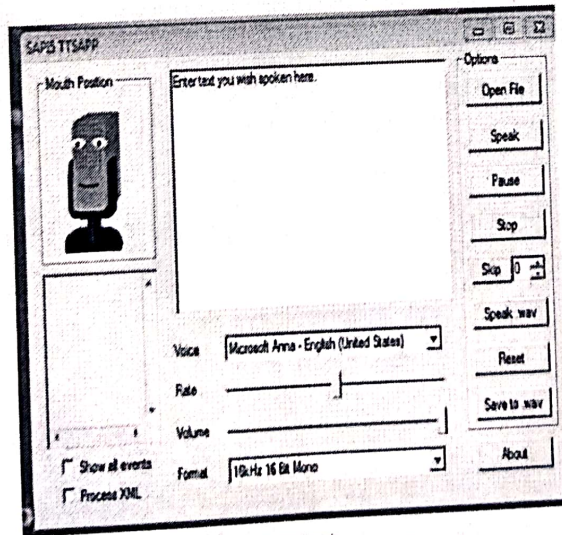 SAPI5 TTSAPP
Mouth Position
Enter text you wish spoken here.
Options
Open File
Speak
Pause
Stop
Skip 0
Speak .wav
Reset
Save to .wav
About
Voice Microsoft Anna - English (United States)
Rate
Volume
Format 16kHz 16 Bit Mono
Show all events
Process XML